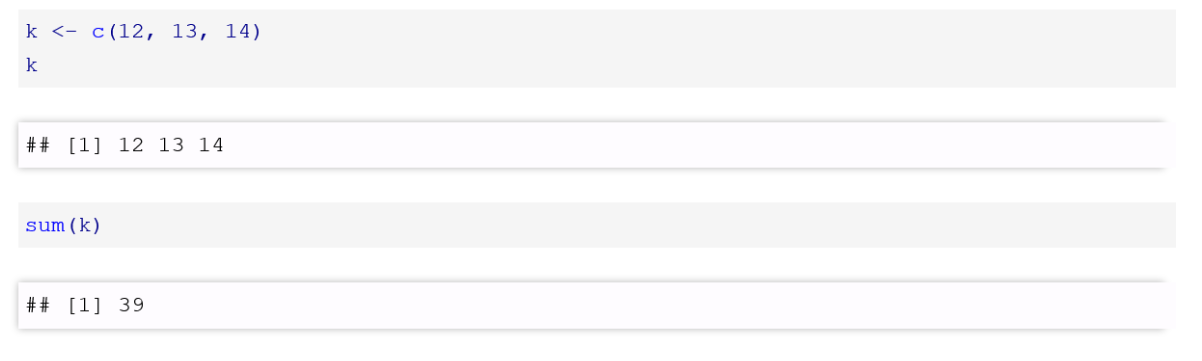 k <- c(12, 13, 14)
k
## [1] 12 13 14
sum(k)
## [1] 39